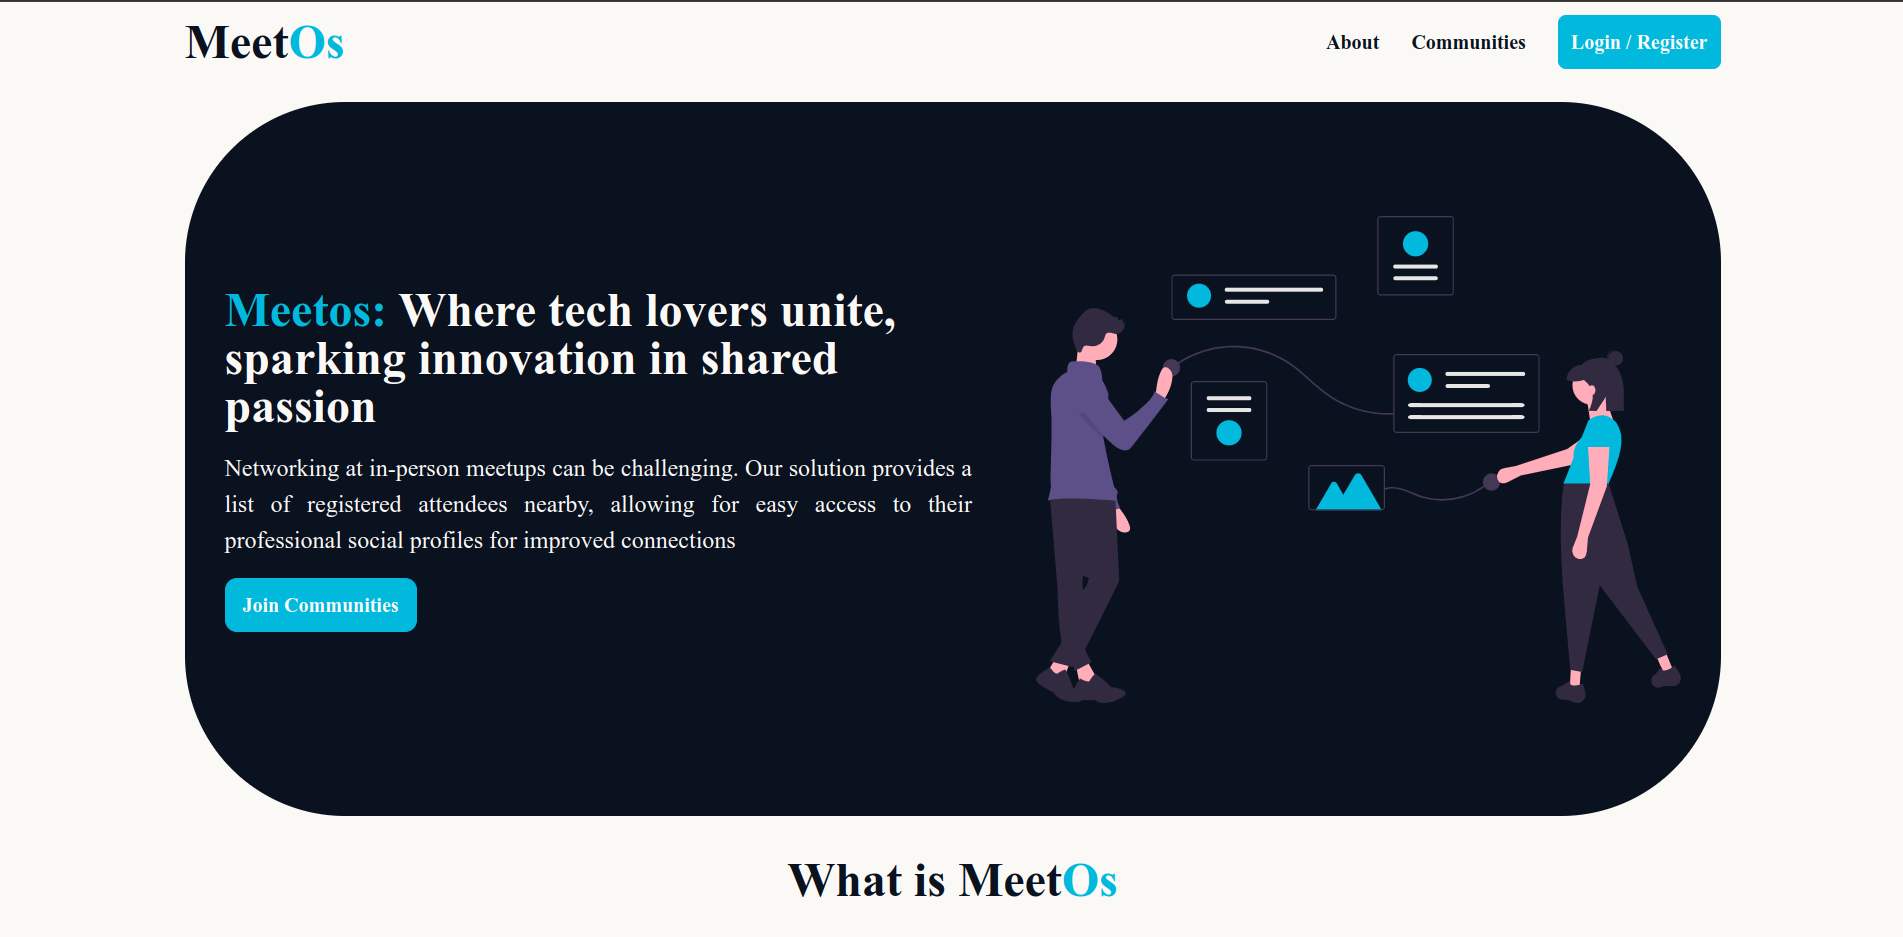 MeetOs
About
Communities
Login / Register
Meetos: Where tech lovers unite,
sparking innovation in shared
passion
Networking at in-person meetups can be challenging. Our solution provides a
list of registered attendees nearby, allowing for easy access to their
professional social profiles for improved connections
Join Communities
What is MeetOs